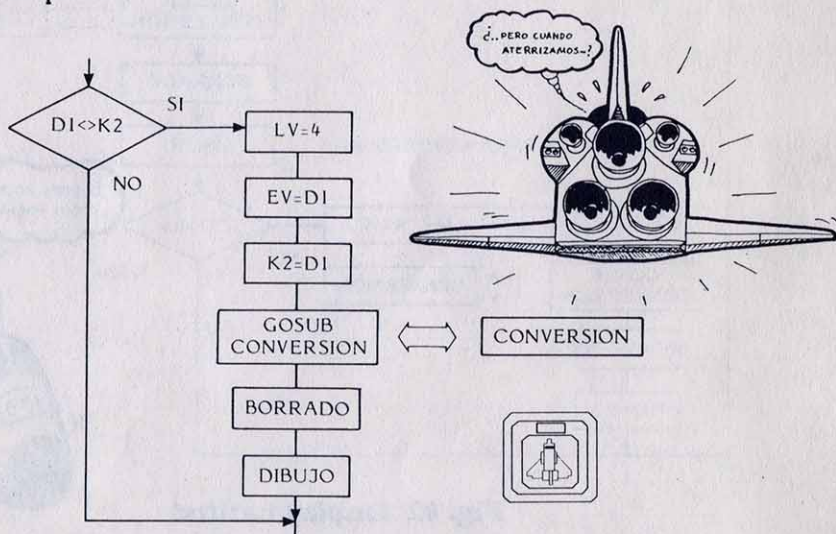 ¿..PERO CUANDO
ATERRIZAMOS-?
DI<>K2
SI
NO
LV=4
EV=DI
K2=DI
GOSUB
CONVERSION
CONVERSION
BORRADO
DIBUJO